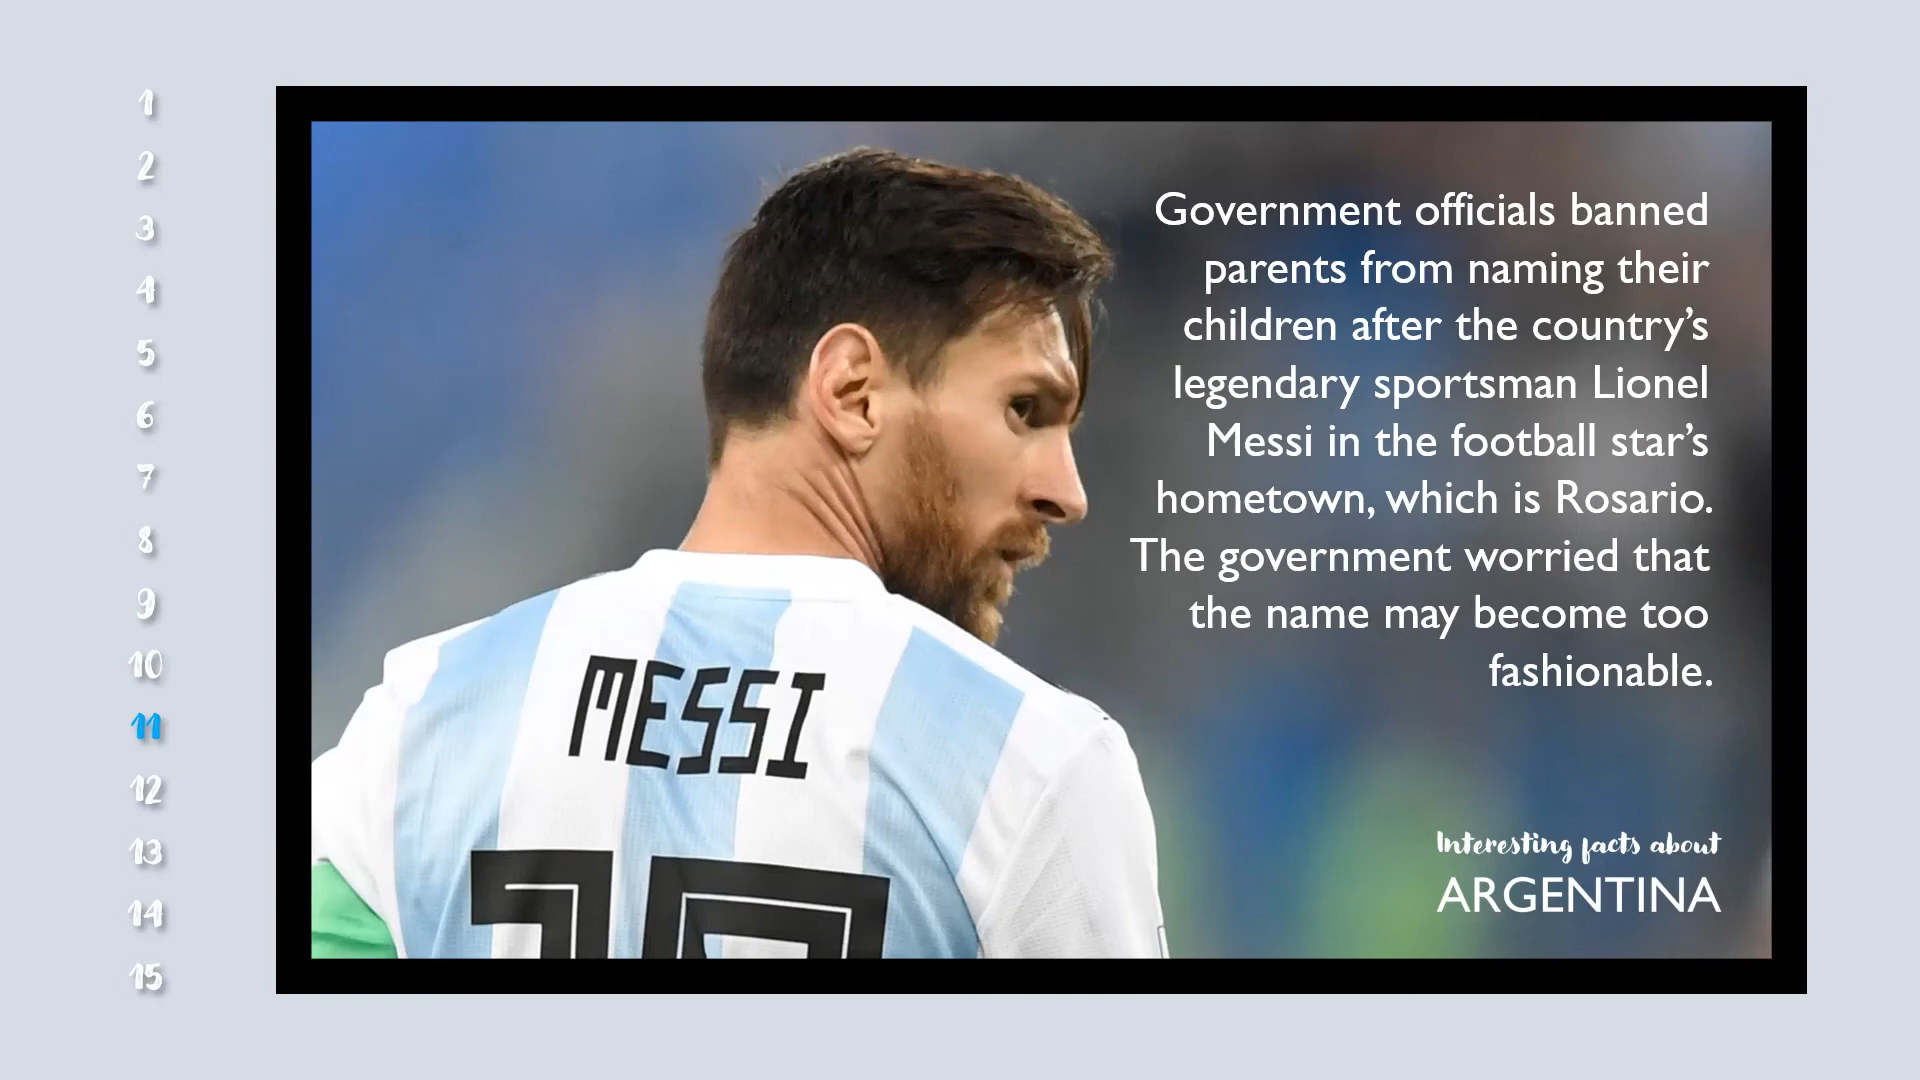 1
2
3
4
5
6
7
8
9
10
11
12
13
14
15
Government officials banned
parents from naming their
children after the country’s
legendary sportsman Lionel
Messi in the football star’s
hometown, which is Rosario.
The government worried that
the name may become too
fashionable.
MESSI
Interesting facts about
ARGENTINA